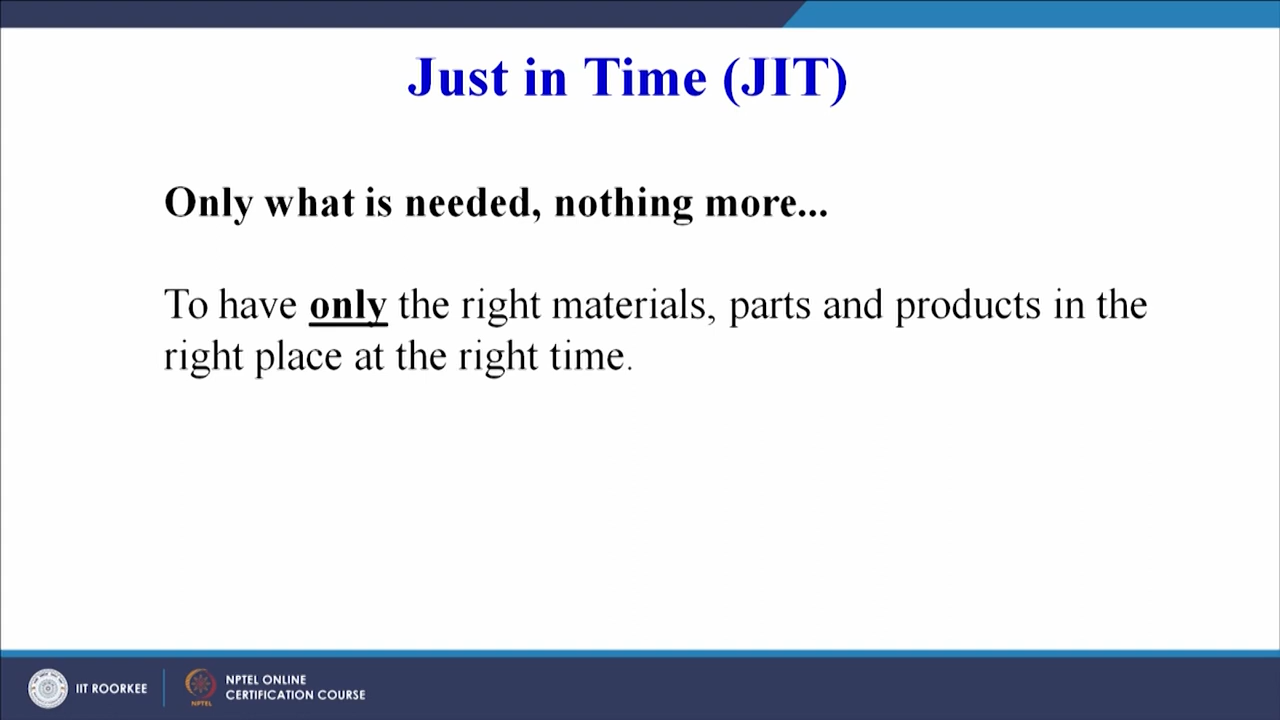 Just in Time (JIT)
Only what is needed, nothing more...
To have only the right materials, parts and products in the
right place at the right time.
IIT ROORKEE
NPTEL
NPTEL ONLINE
CERTIFICATION COURSE